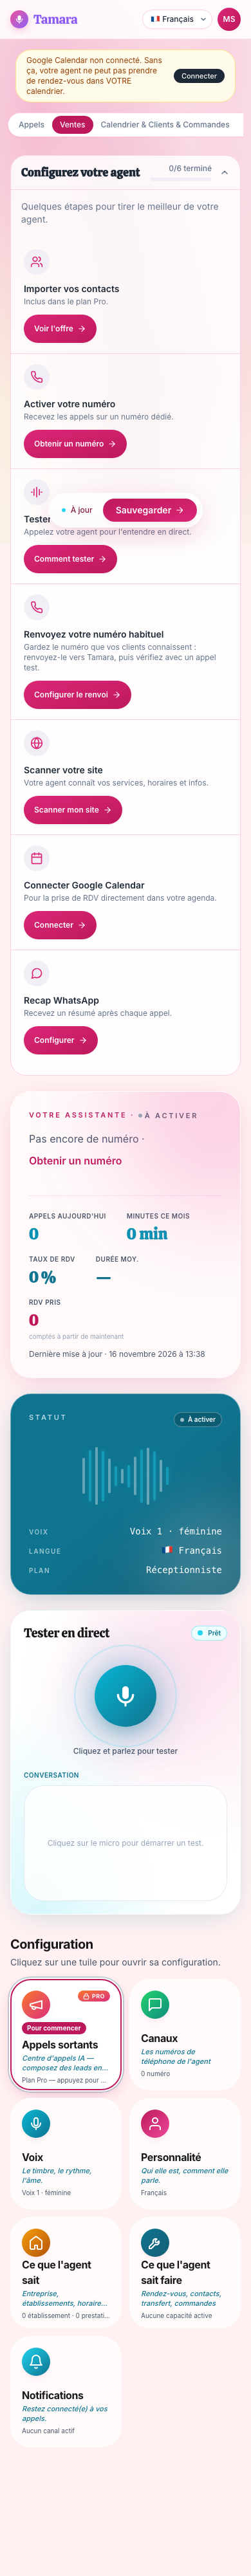 Tamara
🇫🇷 Français
MS
Google Calendar non connecté. Sans
ça, votre agent ne peut pas prendre
de rendez-vous dans VOTRE
calendrier.
Connecter
Appels Ventes Calendrier & Clients & Commandes
Configurez votre agent
0/6 terminé
Quelques étapes pour tirer le meilleur de votre
agent.
Importer vos contacts
Inclus dans le plan Pro.
Voir l'offre →
Activer votre numéro
Recevez les appels sur un numéro dédié.
Obtenir un numéro →
À jour
Sauvegarder →
Tester
Appelez votre agent pour l'entendre en direct.
Comment tester →
Renvoyez votre numéro habituel
Gardez le numéro que vos clients connaissent :
renvoyez-le vers Tamara, puis vérifiez avec un appel
test.
Configurer le renvoi →
Scanner votre site
Votre agent connaît vos services, horaires et infos.
Scanner mon site →
Connecter Google Calendar
Pour la prise de RDV directement dans votre agenda.
Connecter →
Recap WhatsApp
Recevez un résumé après chaque appel.
Configurer →
VOTRE ASSISTANTE · À ACTIVER
Pas encore de numéro ·
Obtenir un numéro
APPELS AUJOURD'HUI MINUTES CE MOIS
0 0 min
TAUX DE RDV DURÉE MOY.
0 % —
RDV PRIS
0
comptés à partir de maintenant
Dernière mise à jour · 16 novembre 2026 à 13:38
STATUT
À activer
VOIX Voix 1 · féminine
LANGUE 🇫🇷 Français
PLAN Réceptionniste
Tester en direct
Prêt
Cliquez et parlez pour tester
CONVERSATION
Cliquez sur le micro pour démarrer un test.
Configuration
Cliquez sur une tuile pour ouvrir sa configuration.
PRO
Pour commencer
Appels sortants
Centre d'appels IA —
composez des leads en...
Plan Pro — appuyez pour ...
Canaux
Les numéros de
téléphone de l'agent
0 numéro
Voix
Le timbre, le rythme,
l'âme.
Voix 1 · féminine
Personnalité
Qui elle est, comment elle
parle.
Français
Ce que l'agent
sait
Entreprise,
établissements, horaire...
0 établissement · 0 prestati...
Ce que l'agent
sait faire
Rendez-vous, contacts,
transfert, commandes
Aucune capacité active
Notifications
Restez connecté(e) à vos
appels.
Aucun canal actif